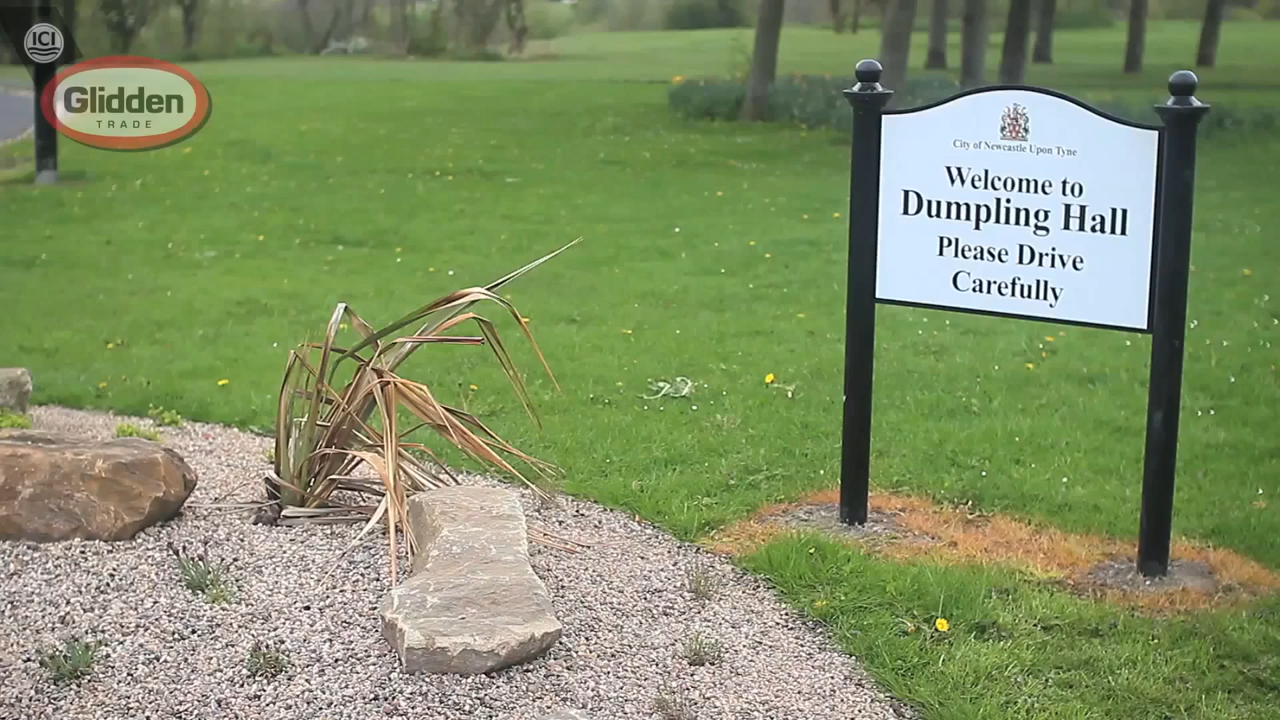 ICI
Glidden
TRADE
City of Newcastle Upon Tyne
Welcome to
Dumpling Hall
Please Drive
Carefully